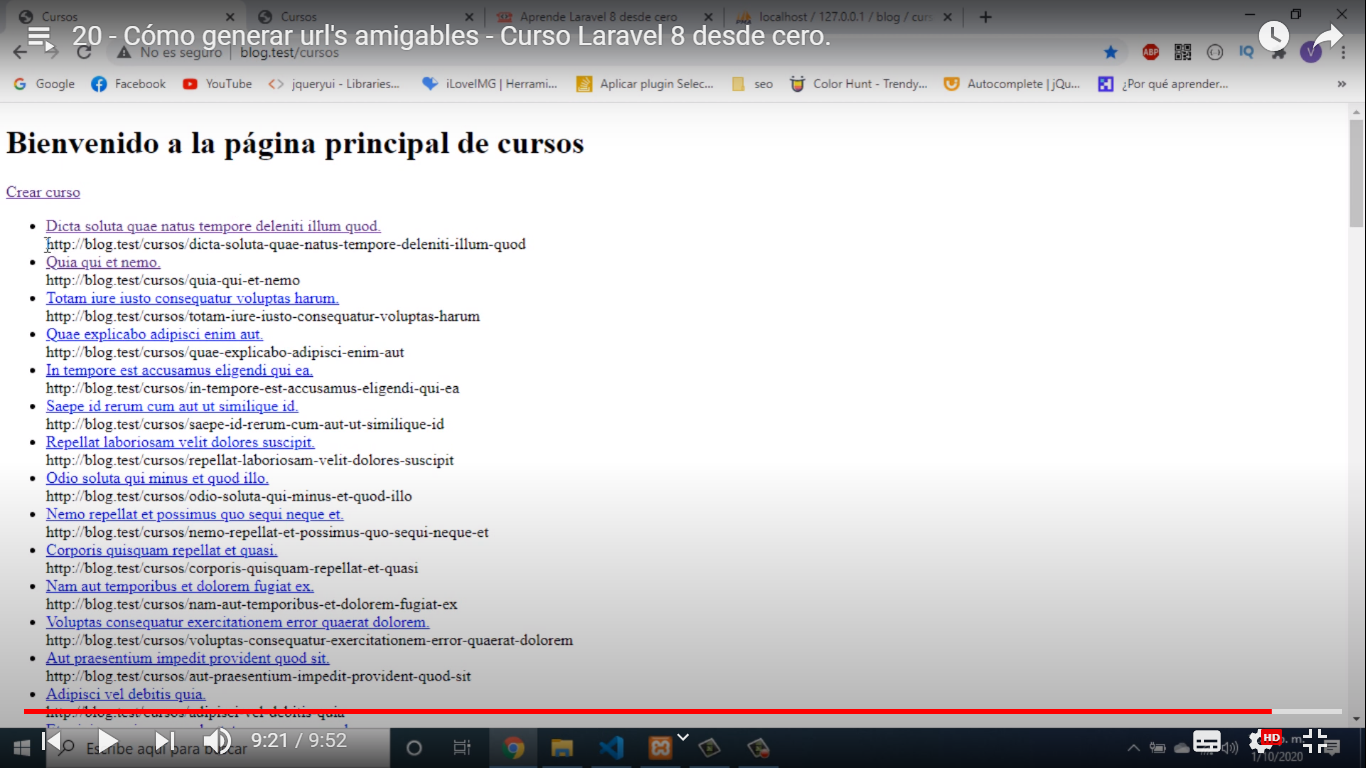 Cursos
Cursos
Aprende Laravel 8 desde cero
localhost / 127.0.0.1 / blog / curs
20 - Cómo generar url's amigables - Curso Laravel 8 desde cero.
No es seguro | blog.test/cursos
ABP
IQ
V
Google
Facebook
YouTube
jqueryui - Libraries...
iLoveIMG | Herrami...
Aplicar plugin Selec...
seo
Color Hunt - Trendy...
Autocomplete | jQu...
¿Por qué aprender...
»
Bienvenido a la página principal de cursos
Crear curso
Dicta soluta quae natus tempore deleniti illum quod.
http://blog.test/cursos/dicta-soluta-quae-natus-tempore-deleniti-illum-quod
Quia qui et nemo.
http://blog.test/cursos/quia-qui-et-nemo
Totam iure iusto consequatur voluptas harum.
http://blog.test/cursos/totam-iure-iusto-consequatur-voluptas-harum
Quae explicabo adipisci enim aut.
http://blog.test/cursos/quae-explicabo-adipisci-enim-aut
In tempore est accusamus eligendi qui ea.
http://blog.test/cursos/in-tempore-est-accusamus-eligendi-qui-ea
Saepe id rerum cum aut ut similique id.
http://blog.test/cursos/saepe-id-rerum-cum-aut-ut-similique-id
Repellat laboriosam velit dolores suscipit.
http://blog.test/cursos/repellat-laboriosam-velit-dolores-suscipit
Odio soluta qui minus et quod illo.
http://blog.test/cursos/odio-soluta-qui-minus-et-quod-illo
Nemo repellat et possimus quo sequi neque et.
http://blog.test/cursos/nemo-repellat-et-possimus-quo-sequi-neque-et
Corporis quisquam repellat et quasi.
http://blog.test/cursos/corporis-quisquam-repellat-et-quasi
Nam aut temporibus et dolorem fugiat ex.
http://blog.test/cursos/nam-aut-temporibus-et-dolorem-fugiat-ex
Voluptas consequatur exercitationem error quaerat dolorem.
http://blog.test/cursos/voluptas-consequatur-exercitationem-error-quaerat-dolorem
Aut praesentium impedit provident quod sit.
http://blog.test/cursos/aut-praesentium-impedit-provident-quod-sit
Adipisci vel debitis quia.
http://blog.test/cursos/adipisci-vel-debitis-quia
Escribe aquí para buscar
9:21 / 9:52
HD
1/10/2020